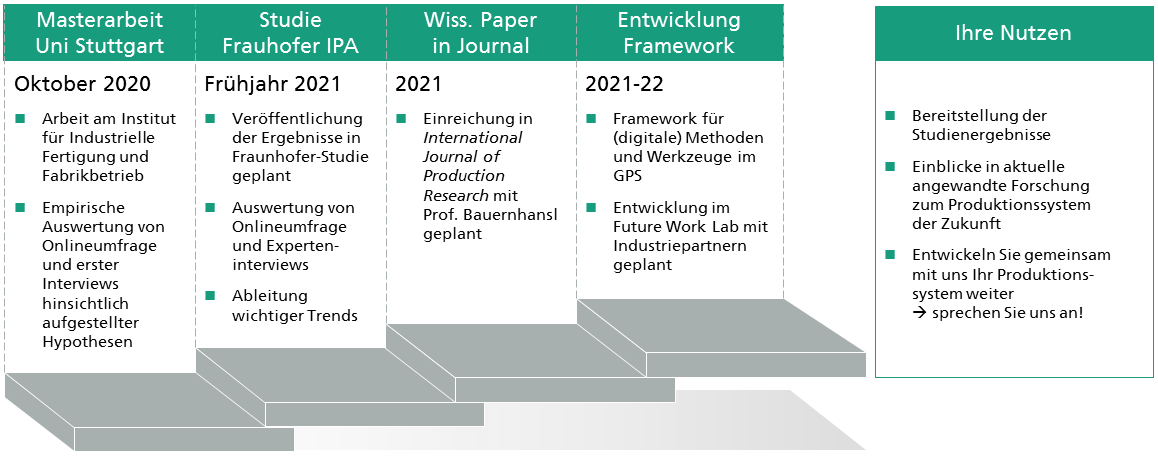 Masterarbeit
Uni Stuttgart
Oktober 2020
Arbeit am Institut
für Industrielle
Fertigung und
Fabrikbetrieb
Empirische
Auswertung von
Onlineumfrage
und erster
Interviews
hinsichtlich
aufgestellter
Hypothesen
Studie
Frauhofer IPA
Frühjahr 2021
Veröffentlichung
der Ergebnisse in
Fraunhofer-Studie
geplant
Auswertung von
Onlineumfrage
und Experten-
interviews
Ableitung
wichtiger Trends
Wiss. Paper
in Journal
2021
Einreichung in
International
Journal of
Production
Research mit
Prof. Bauernhansl
geplant
Entwicklung
Framework
2021-22
Framework für
(digitale) Methoden
und Werkzeuge im
GPS
Entwicklung im
Future Work Lab mit
Industriepartnern
geplant
Ihre Nutzen
Bereitstellung der
Studienergebnisse
Einblicke in aktuelle
angewandte Forschung
zum Produktionssystem
der Zukunft
Entwickeln Sie gemeinsam
mit uns Ihr Produktions-
system weiter
→ sprechen Sie uns an!